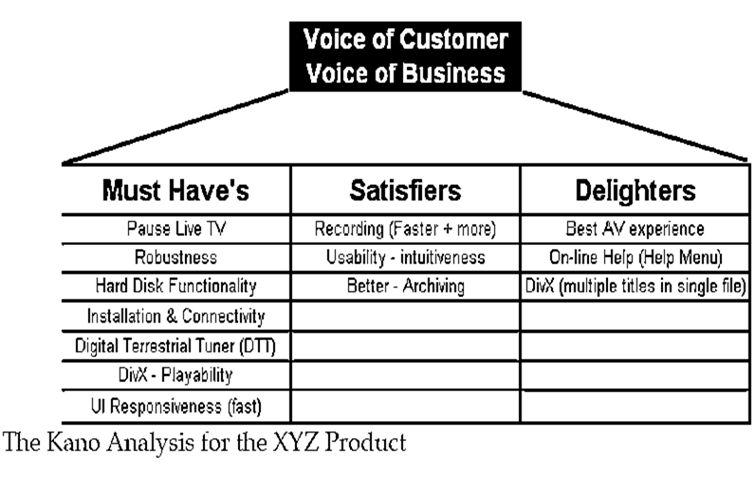 Voice of Customer
Voice of Business
Must Have's Satisfiers Delighters
Pause Live TV Recording (Faster + more) Best AV experience
Robustness Usability - intuitiveness On-line Help (Help Menu)
Hard Disk Functionality Better - Archiving DivX (multiple titles in single file)
Installation & Connectivity
Digital Terrestrial Tuner (DTT)
DivX - Playability
UI Responsiveness (fast)
The Kano Analysis for the XYZ Product